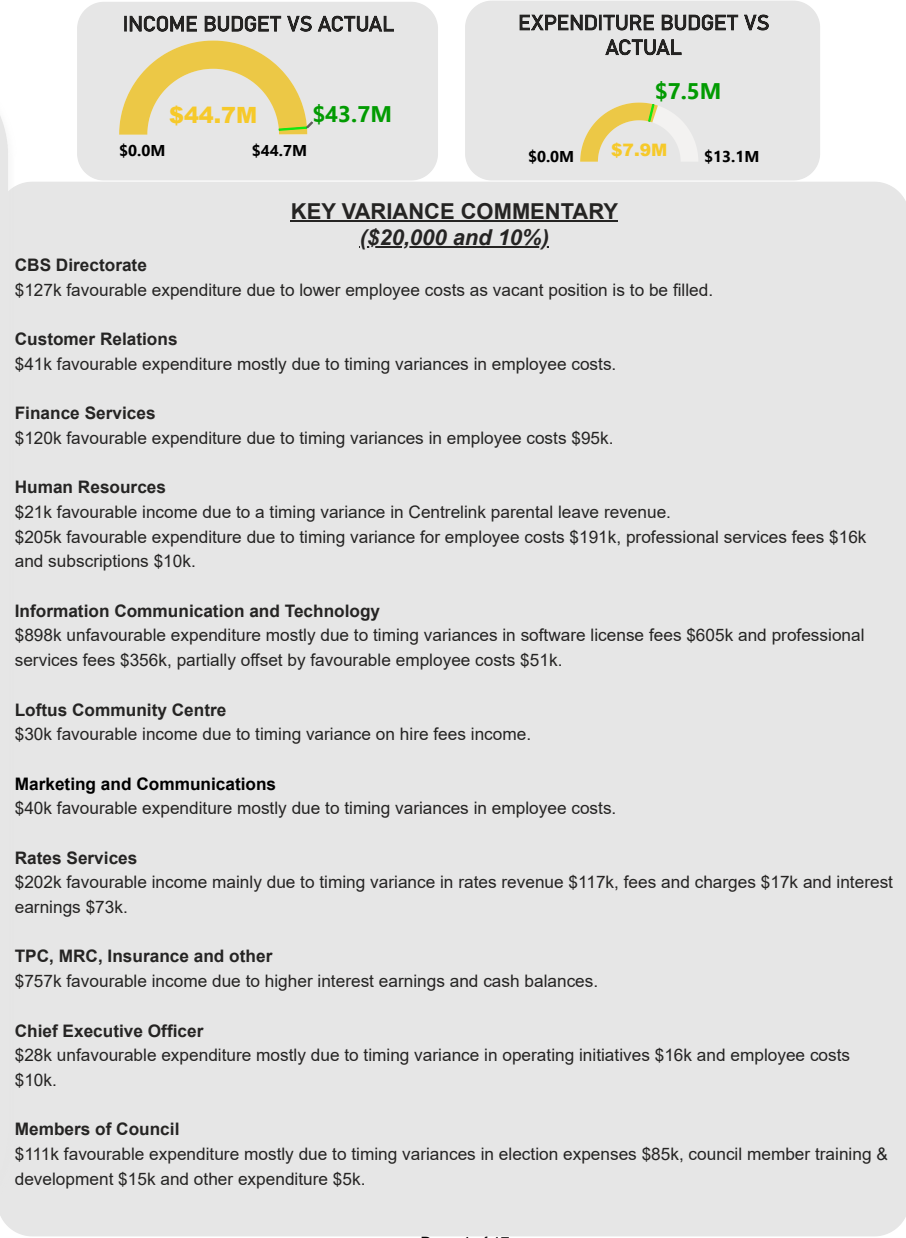 INCOME BUDGET VS ACTUAL
$44.7M
$43.7M
$0.0M
$44.7M
EXPENDITURE BUDGET VS
ACTUAL
$7.5M
$0.0M
$7.9M
$13.1M
KEY VARIANCE COMMENTARY
($20,000 and 10%)
CBS Directorate
$127k favourable expenditure due to lower employee costs as vacant position is to be filled.
Customer Relations
$41k favourable expenditure mostly due to timing variances in employee costs.
Finance Services
$120k favourable expenditure due to timing variances in employee costs $95k.
Human Resources
$21k favourable income due to a timing variance in Centrelink parental leave revenue.
$205k favourable expenditure due to timing variance for employee costs $191k, professional services fees $16k
and subscriptions $10k.
Information Communication and Technology
$898k unfavourable expenditure mostly due to timing variances in software license fees $605k and professional
services fees $356k, partially offset by favourable employee costs $51k.
Loftus Community Centre
$30k favourable income due to timing variance on hire fees income.
Marketing and Communications
$40k favourable expenditure mostly due to timing variances in employee costs.
Rates Services
$202k favourable income mainly due to timing variance in rates revenue $117k, fees and charges $17k and interest
earnings $73k.
TPC, MRC, Insurance and other
$757k favourable income due to higher interest earnings and cash balances.
Chief Executive Officer
$28k unfavourable expenditure mostly due to timing variance in operating initiatives $16k and employee costs
$10k.
Members of Council
$111k favourable expenditure mostly due to timing variances in election expenses $85k, council member training &
development $15k and other expenditure $5k.